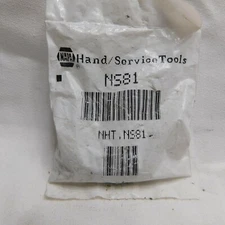 NAPA
® Hand/Service Tools
NS81
NHT.NS81